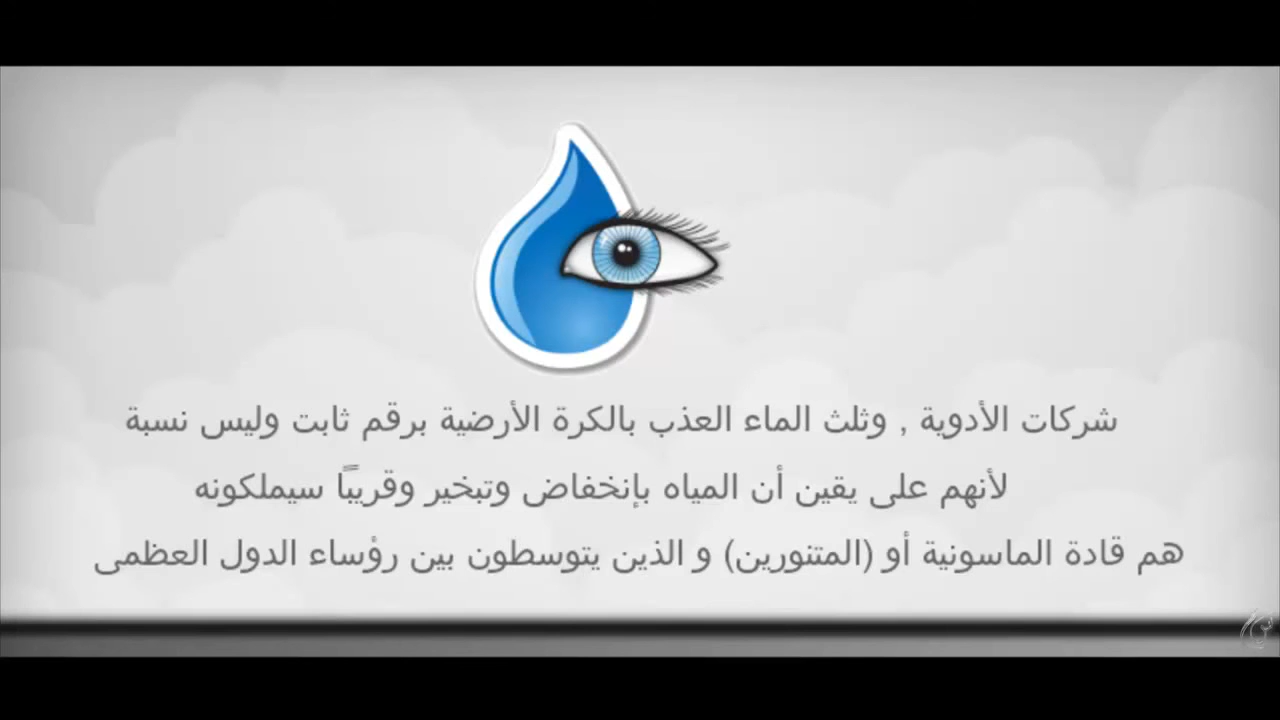 شركات الأدوية , وثلث الماء العذب بالكرة الأرضية برقم ثابت وليس نسبة
لأنهم على يقين أن المياه بإنخفاض وتبخير وقريبًا سيملكونه
هم قادة الماسونية أو (المتنورين) و الذين يتوسطون بين رؤساء الدول العظمى